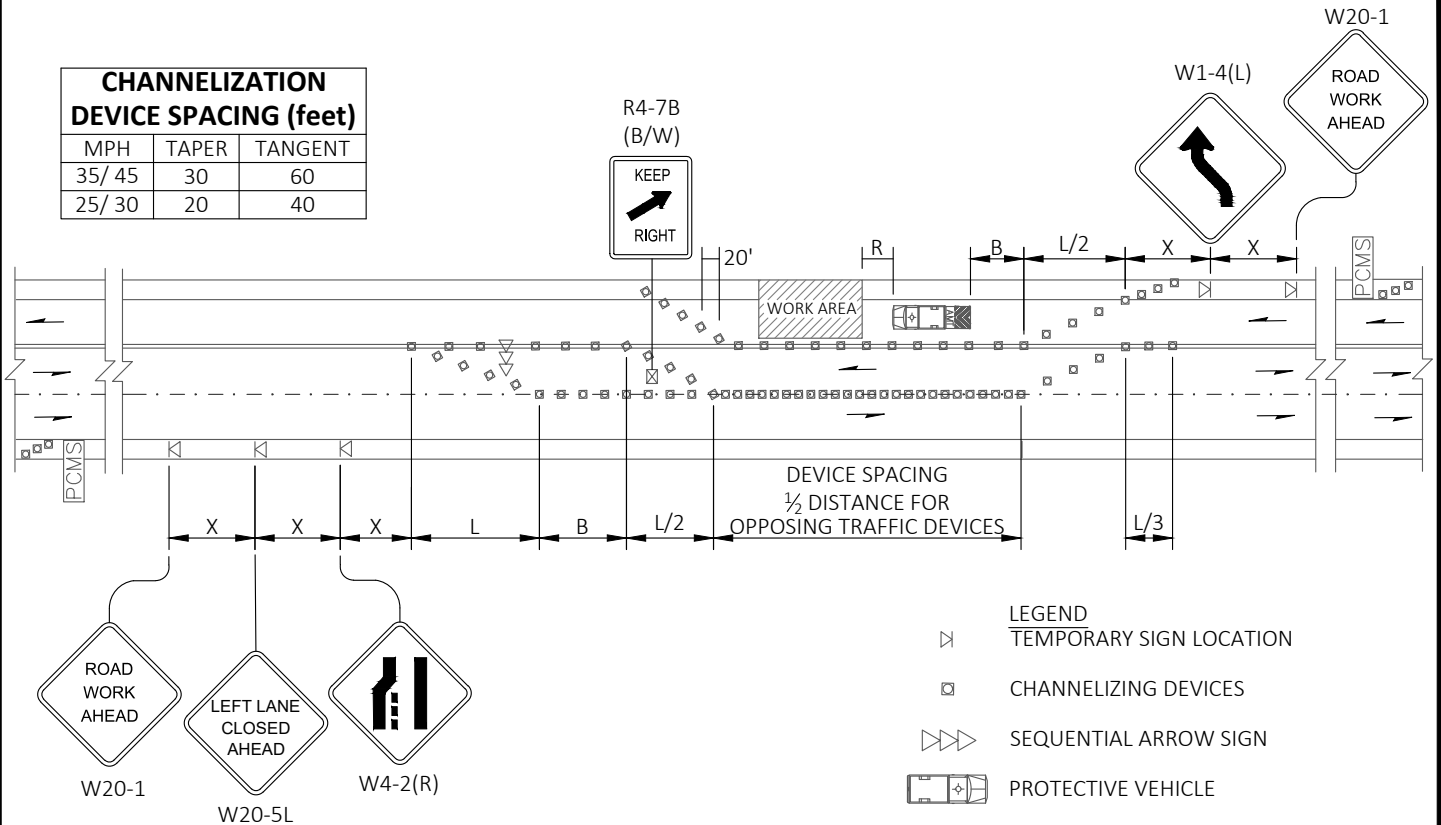 W20-1
W1-4(L)
ROAD
WORK
AHEAD
CHANNELIZATION
DEVICE SPACING (feet)
MPH TAPER TANGENT
35/ 45 30 60
25/ 30 20 40
R4-7B
(B/W)
KEEP
RIGHT
20'
R
B
L/2
X
X
PCMS
WORK AREA
PCMS
DEVICE SPACING
½ DISTANCE FOR
OPPOSING TRAFFIC DEVICES
X
X
X
L
B
L/2
L/3
ROAD
WORK
AHEAD
W20-1
LEFT LANE
CLOSED
AHEAD
W20-5L
W4-2(R)
LEGEND
TEMPORARY SIGN LOCATION
CHANNELIZING DEVICES
SEQUENTIAL ARROW SIGN
PROTECTIVE VEHICLE